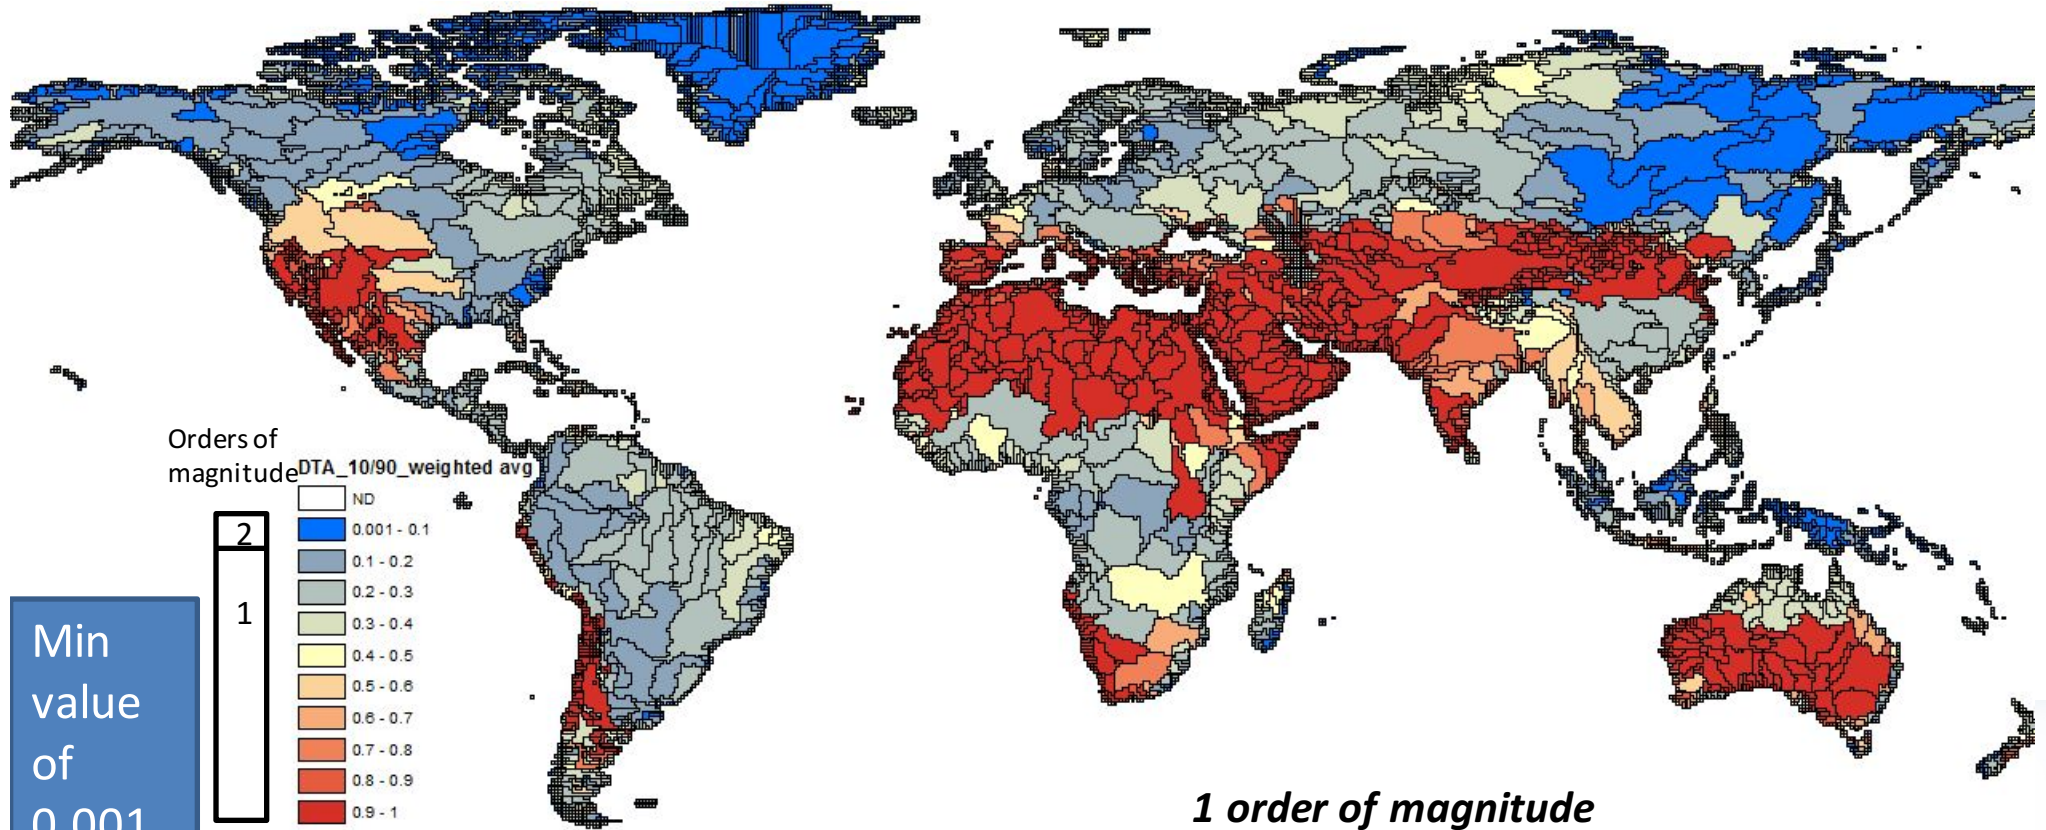 Orders of
magnitude
DTA_10/90_weighted avg
ND
2
0.001 - 0.1
0.1 - 0.2
0.2 - 0.3
1
0.3 - 0.4
0.4 - 0.5
0.5 - 0.6
0.6 - 0.7
0.7 - 0.8
0.8 - 0.9
0.9 - 1
Min
value
of
0.001
1 order of magnitude